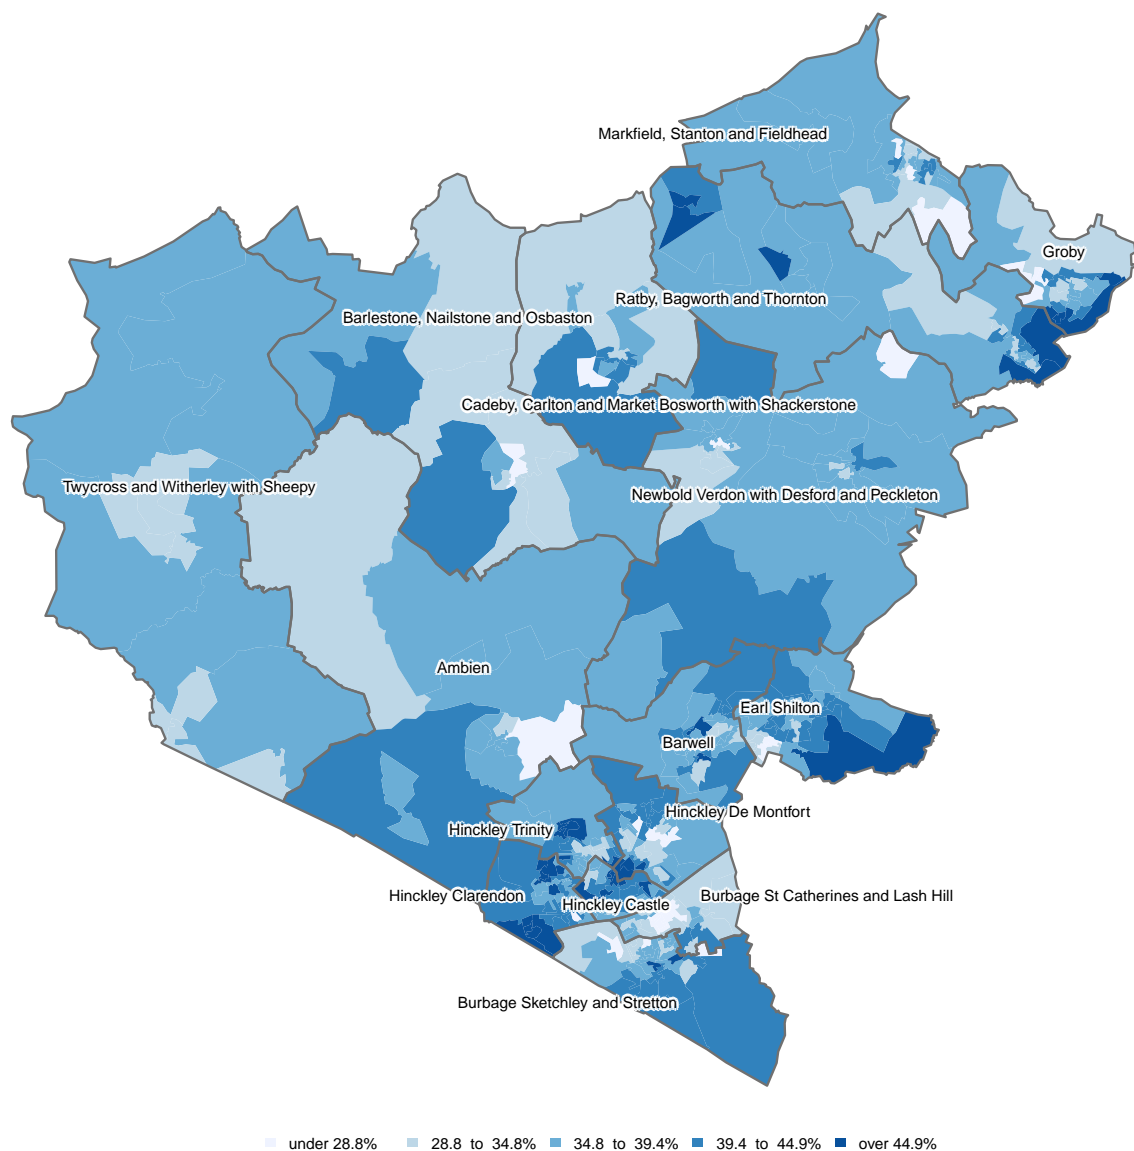 Markfield, Stanton and Fieldhead
Groby
Ratby, Bagworth and Thornton
Barlestone, Nailstone and Osbaston
Cadeby, Carlton and Market Bosworth with Shackerstone
Twycross and Witherley with Sheepy
Newbold Verdon with Desford and Peckleton
Ambien
Earl Shilton
Barwell
Hinckley De Montfort
Hinckley Trinity
Hinckley Clarendon
Burbage St Catherines and Lash Hill
Hinckley Castle
Burbage Sketchley and Stretton
under 28.8% 28.8 to 34.8% 34.8 to 39.4% 39.4 to 44.9% over 44.9%